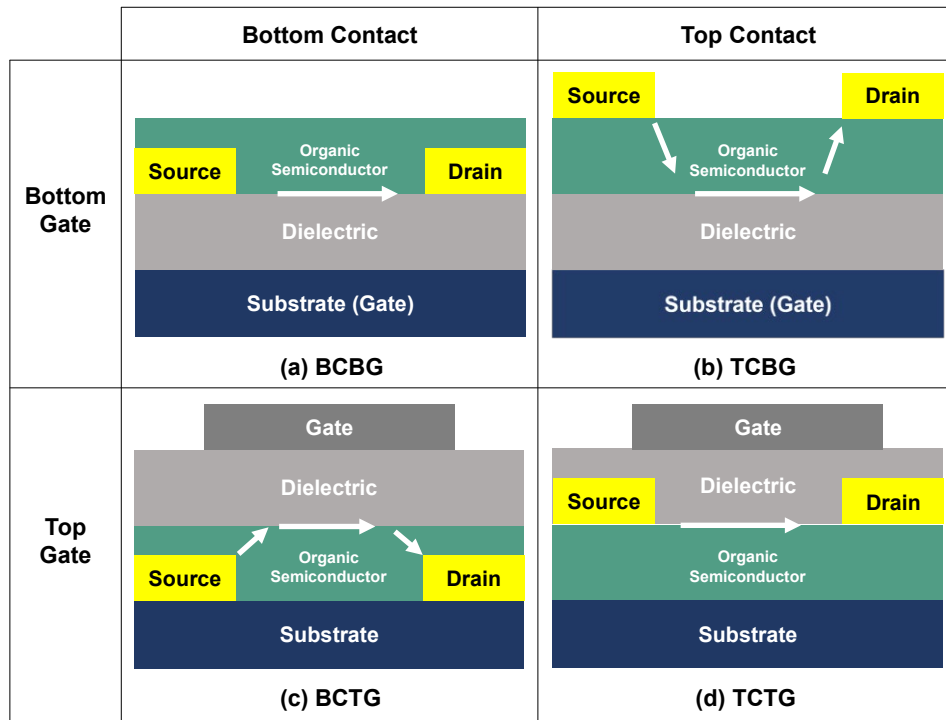 Bottom Contact
Top Contact
Bottom
Gate
Source
Organic
Semiconductor
Drain
Dielectric
Substrate (Gate)
(a) BCBG
Source
Drain
Organic
Semiconductor
Dielectric
Substrate (Gate)
(b) TCBG
Top
Gate
Gate
Dielectric
Source
Organic
Semiconductor
Drain
Substrate
(c) BCTG
Gate
Source
Dielectric
Drain
Organic
Semiconductor
Substrate
(d) TCTG